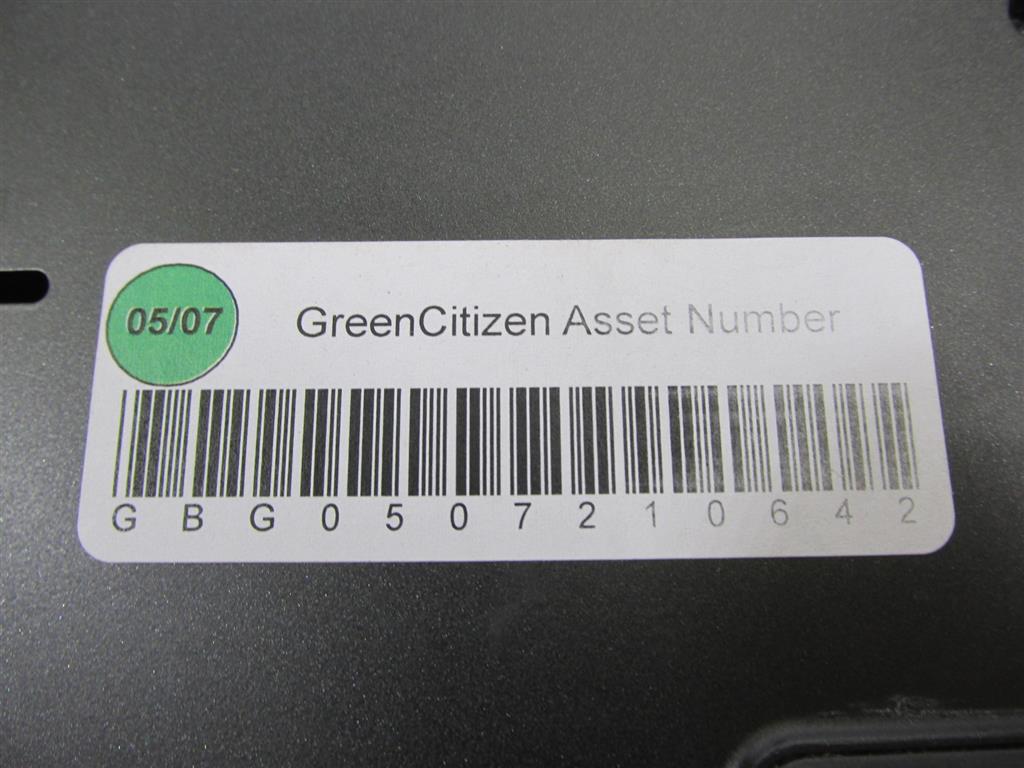 05/07
GreenCitizen Asset Number
G B G 0 5 0 7 2 1 0 6 4 2